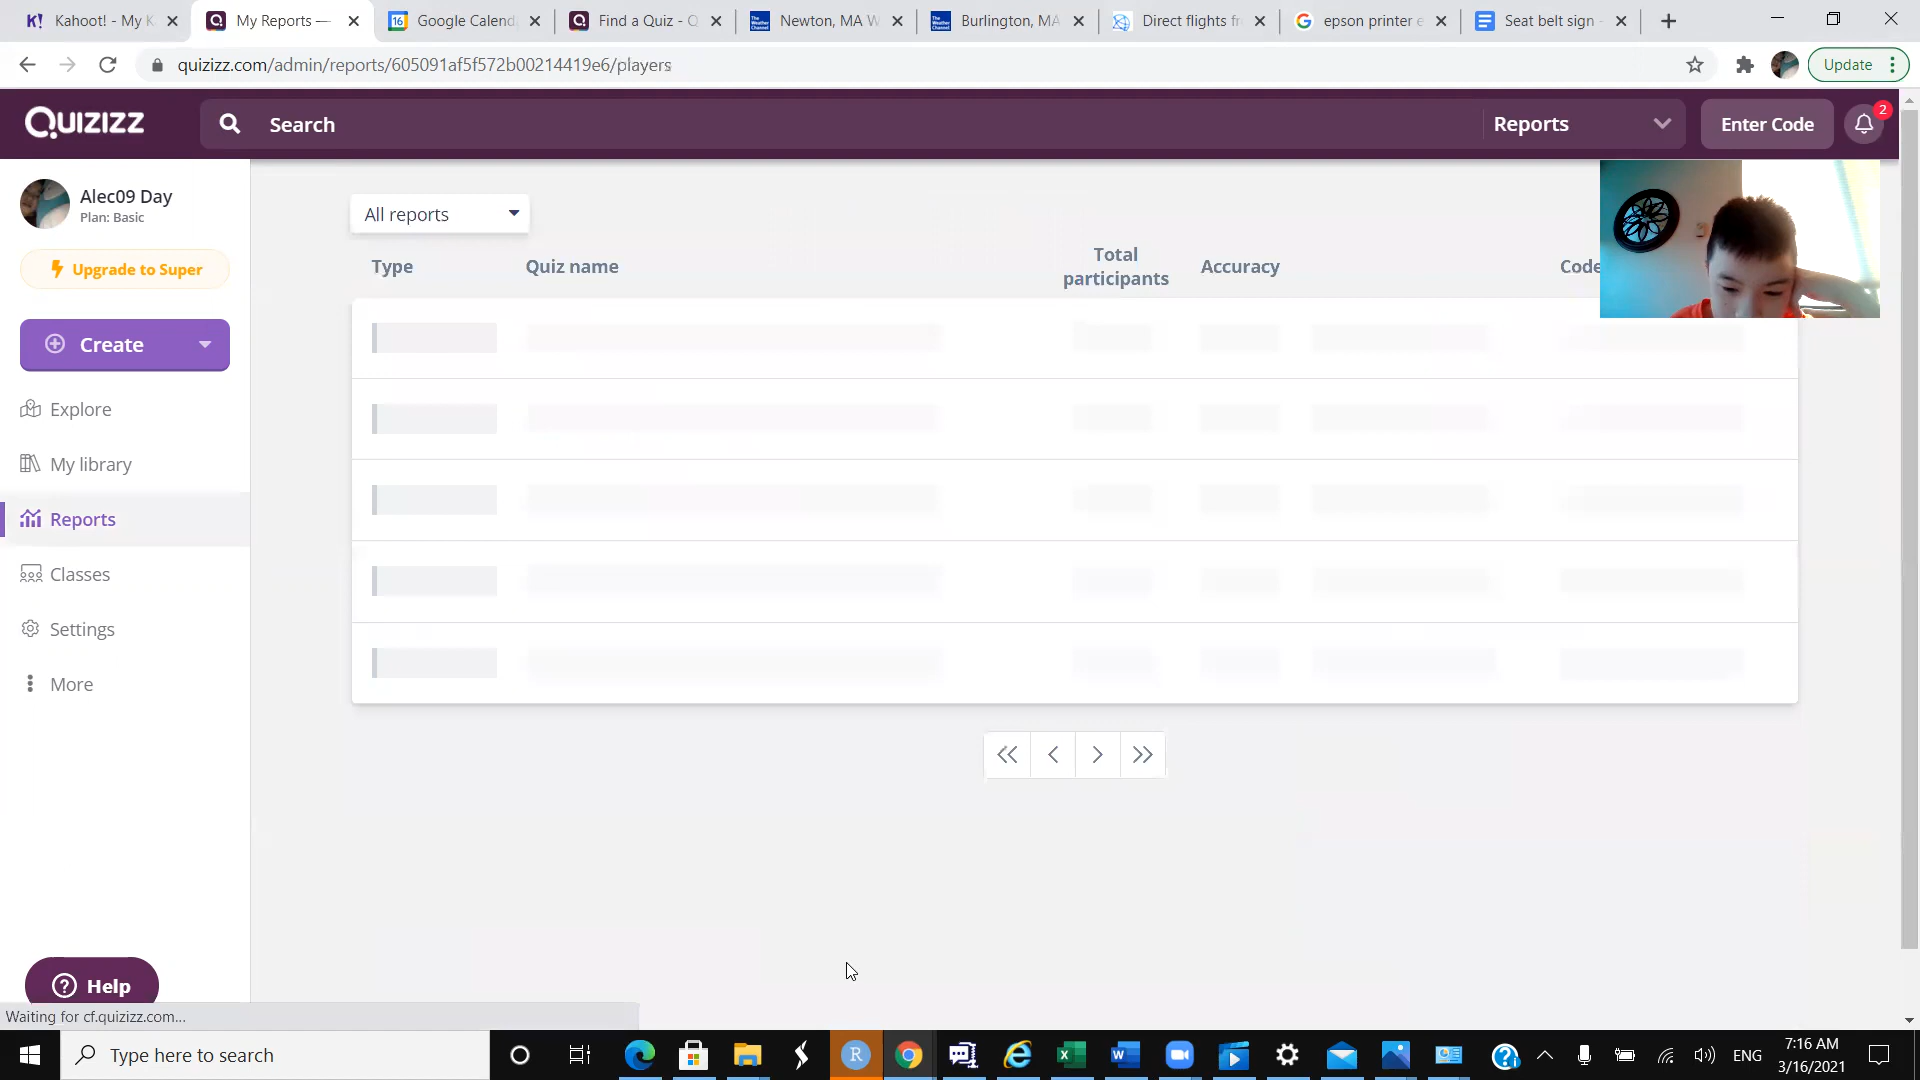 K! Kahoot! - My K
My Reports —
16 Google Calend
Find a Quiz - Q
Newton, MA W
Burlington, MA
Direct flights fr
epson printer e
Seat belt sign -
quizizz.com/admin/reports/605091af5f572b00214419e6/players
Update
Quizizz
Search
Reports
Enter Code
2
Alec09 Day
Plan: Basic
Upgrade to Super
Create
Explore
My library
Reports
Classes
Settings
More
Help
All reports
Type
Quiz name
Total participants
Accuracy
Code
Waiting for cf.quizizz.com...
Type here to search
ENG
7:16 AM
3/16/2021